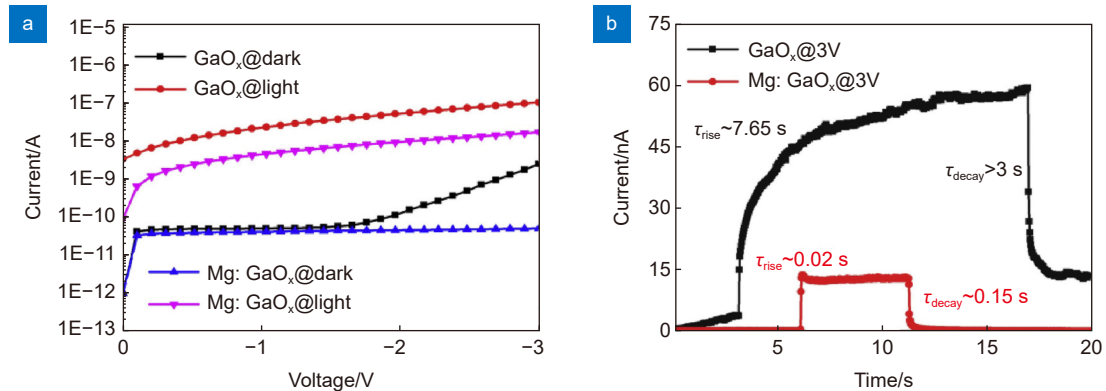 a
1E−5
1E−6
1E−7
1E−8
1E−9
1E−10
1E−11
1E−12
1E−13
Current/A
GaOx@dark
GaOx@light
Mg: GaOx@dark
Mg: GaOx@light
0
−1
−2
−3
Voltage/V
b
75
60
45
30
15
0
Current/nA
GaOx@3V
Mg: GaOx@3V
τrise~7.65 s
τdecay>3 s
τrise~0.02 s
τdecay~0.15 s
5
10
15
20
Time/s